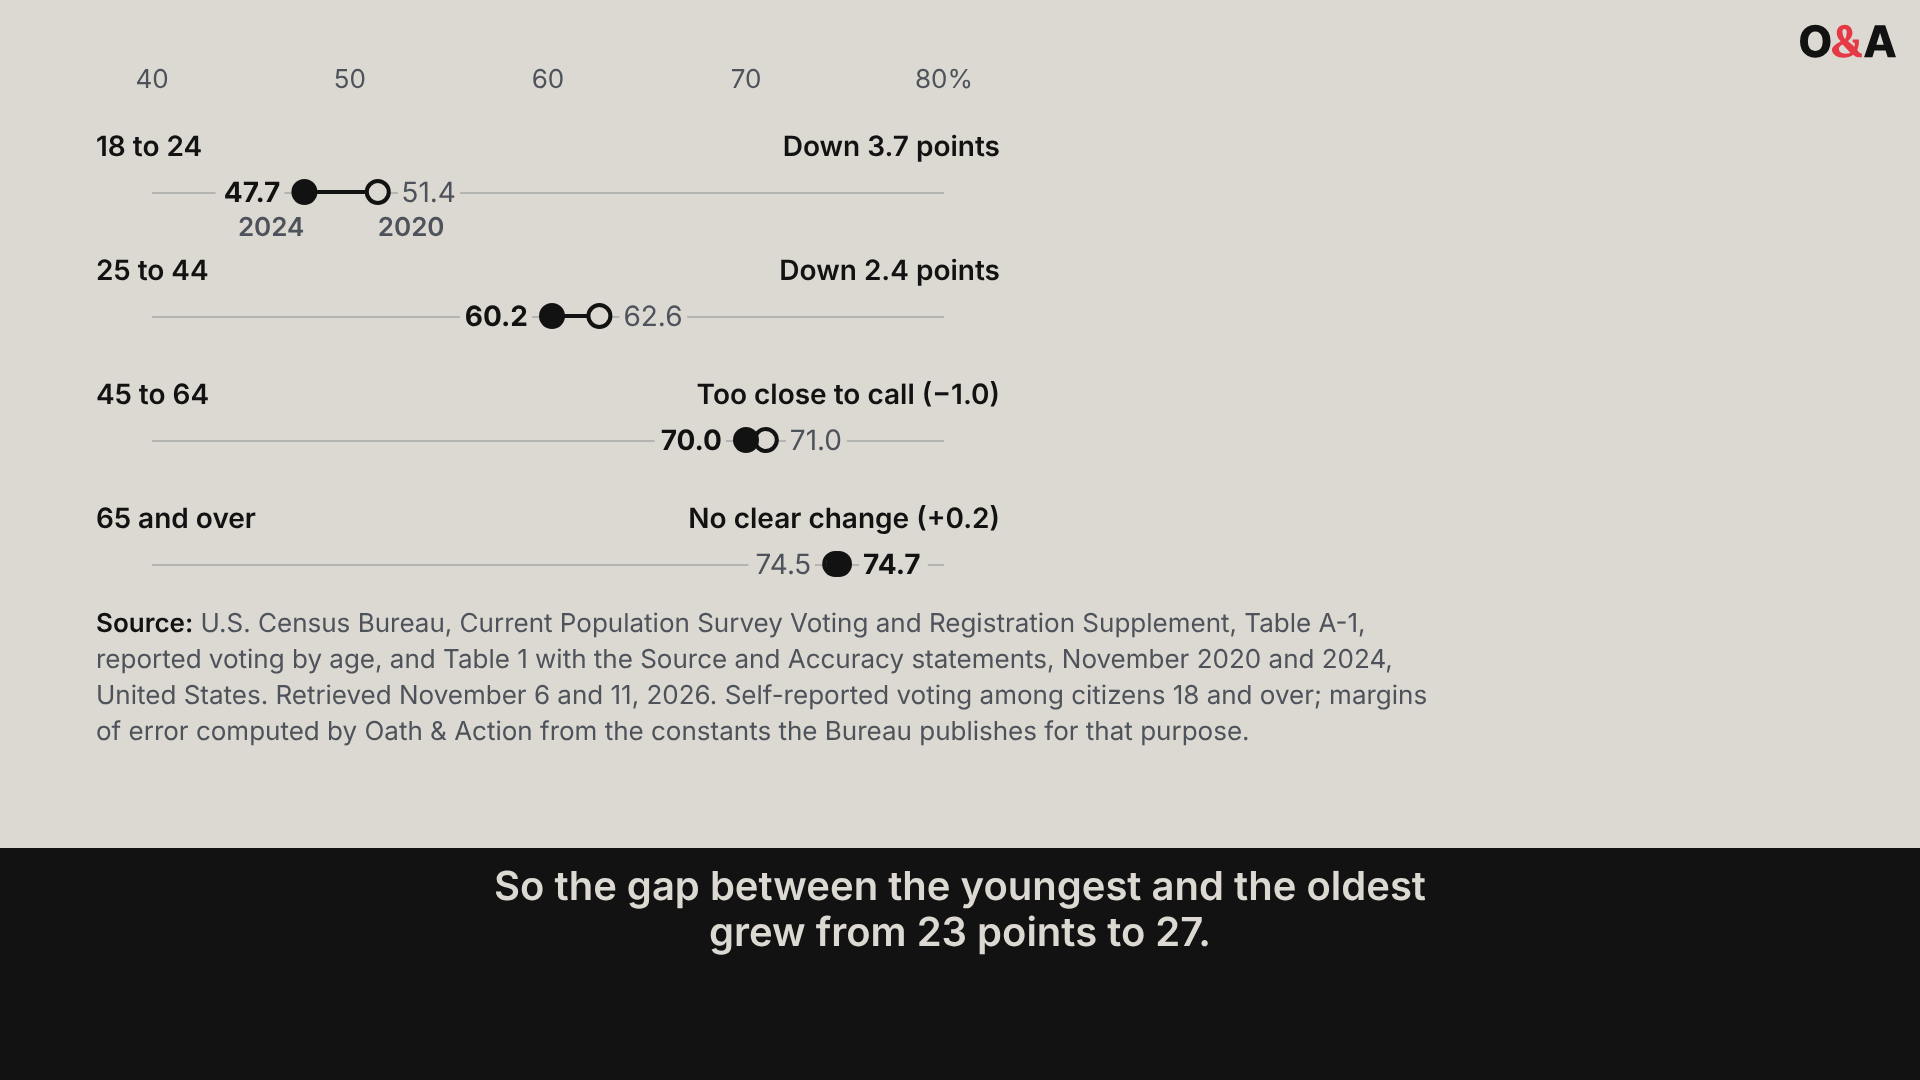 O&A
40 50 60 70 80%
18 to 24 Down 3.7 points
47.7 51.4
2024 2020
25 to 44 Down 2.4 points
60.2 62.6
45 to 64 Too close to call (−1.0)
70.0 71.0
65 and over No clear change (+0.2)
74.5 74.7
Source: U.S. Census Bureau, Current Population Survey Voting and Registration Supplement, Table A-1,
reported voting by age, and Table 1 with the Source and Accuracy statements, November 2020 and 2024,
United States. Retrieved November 6 and 11, 2026. Self-reported voting among citizens 18 and over; margins
of error computed by Oath & Action from the constants the Bureau publishes for that purpose.
So the gap between the youngest and the oldest
grew from 23 points to 27.